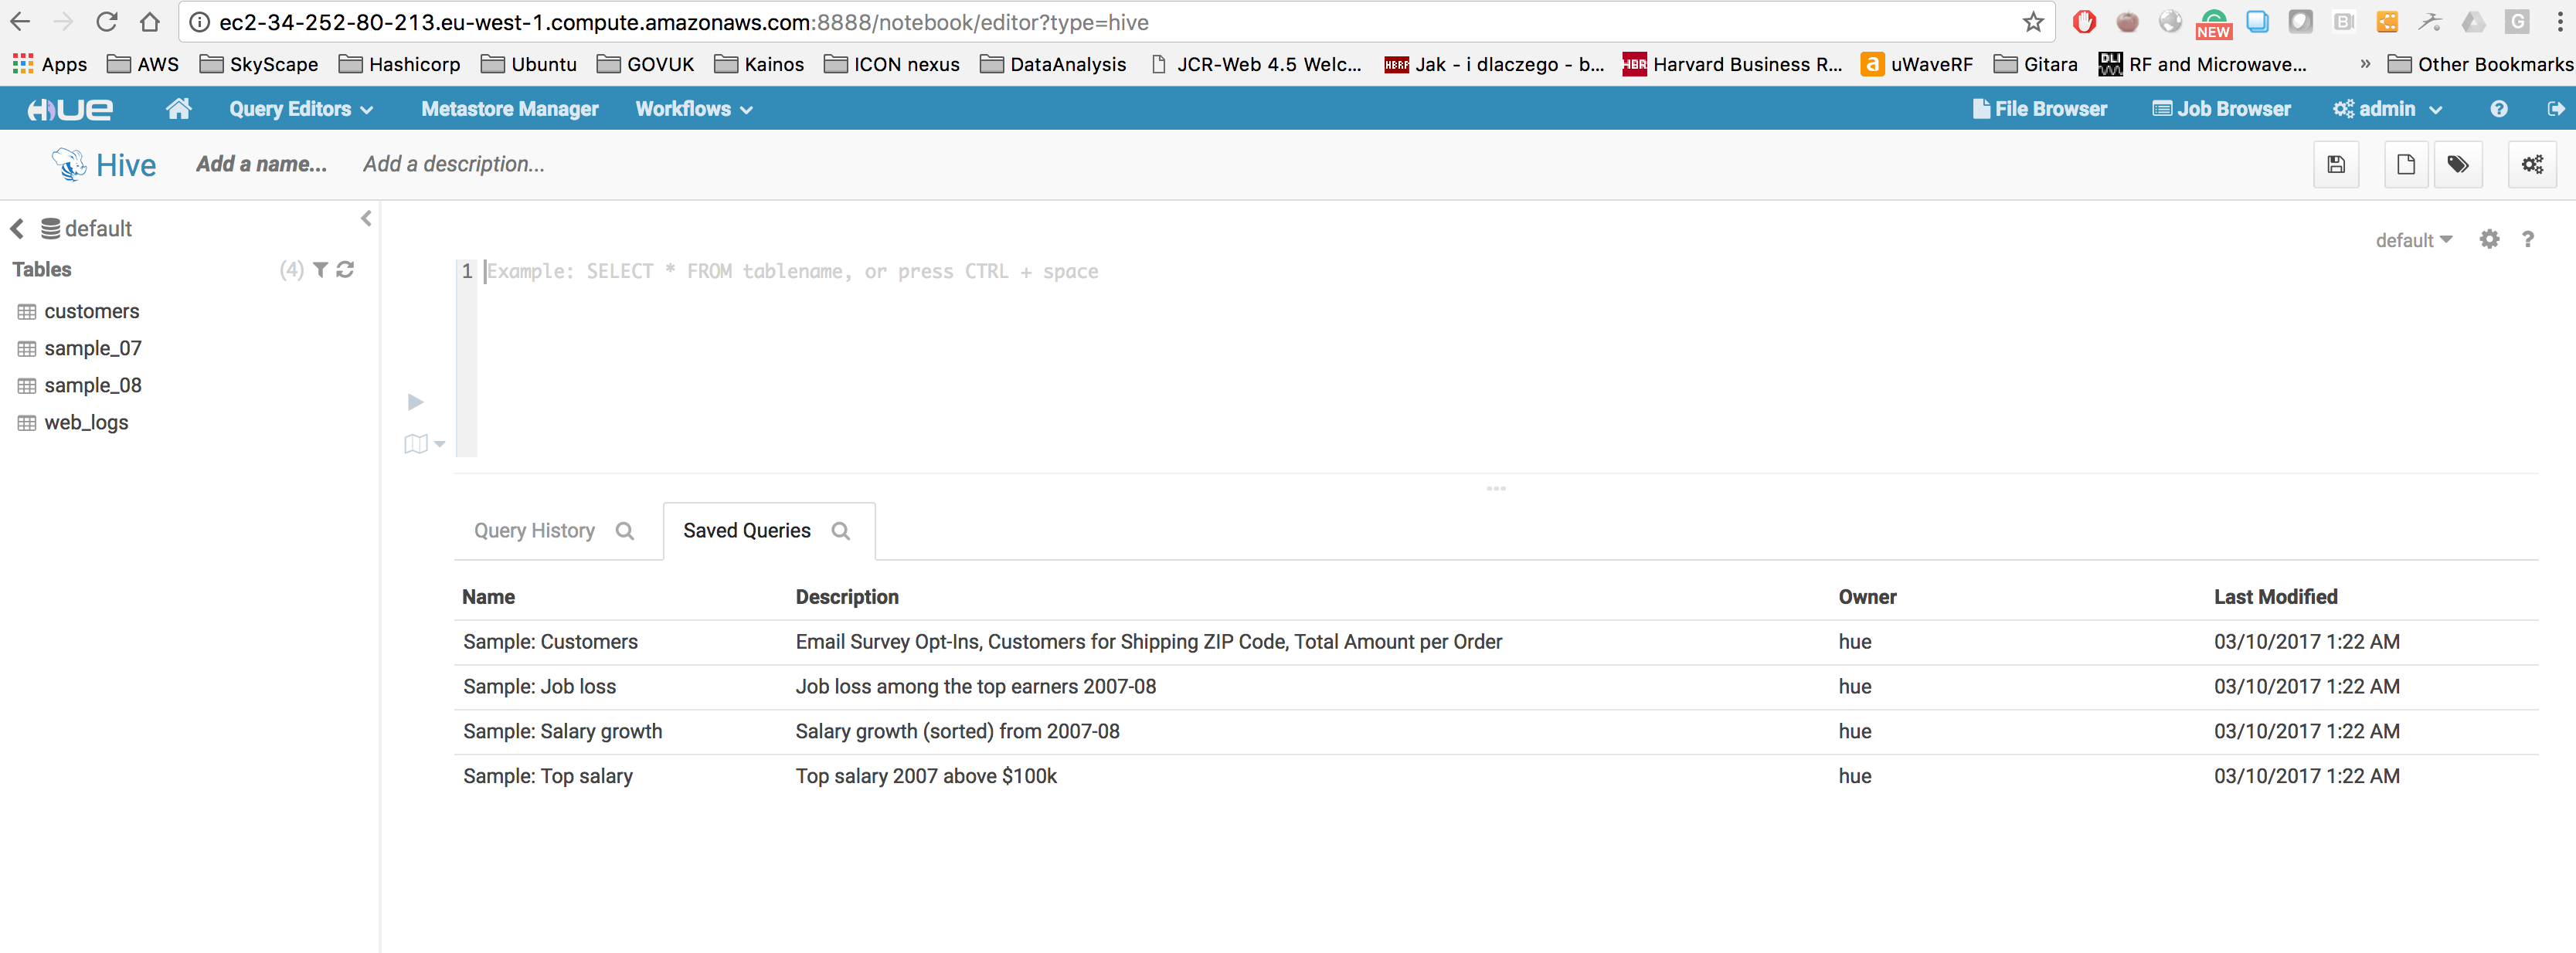 ec2-34-252-80-213.eu-west-1.compute.amazonaws.com:8888/notebook/editor?type=hive
NEW
B
G
Apps AWS SkyScape Hashicorp Ubuntu GOVUK Kainos ICON nexus DataAnalysis JCR-Web 4.5 Welc... HBRP Jak - i dlaczego - b... HBR Harvard Business R... a uWaveRF Gitara DLI RF and Microwave... » Other Bookmarks
HUE Query Editors Metastore Manager Workflows File Browser Job Browser admin ?
Hive Add a name... Add a description...
default
default ?
Tables (4)
1 Example: SELECT * FROM tablename, or press CTRL + space
customers
sample_07
sample_08
web_logs
Query History Saved Queries
Name Description Owner Last Modified
Sample: Customers Email Survey Opt-Ins, Customers for Shipping ZIP Code, Total Amount per Order hue 03/10/2017 1:22 AM
Sample: Job loss Job loss among the top earners 2007-08 hue 03/10/2017 1:22 AM
Sample: Salary growth Salary growth (sorted) from 2007-08 hue 03/10/2017 1:22 AM
Sample: Top salary Top salary 2007 above $100k hue 03/10/2017 1:22 AM